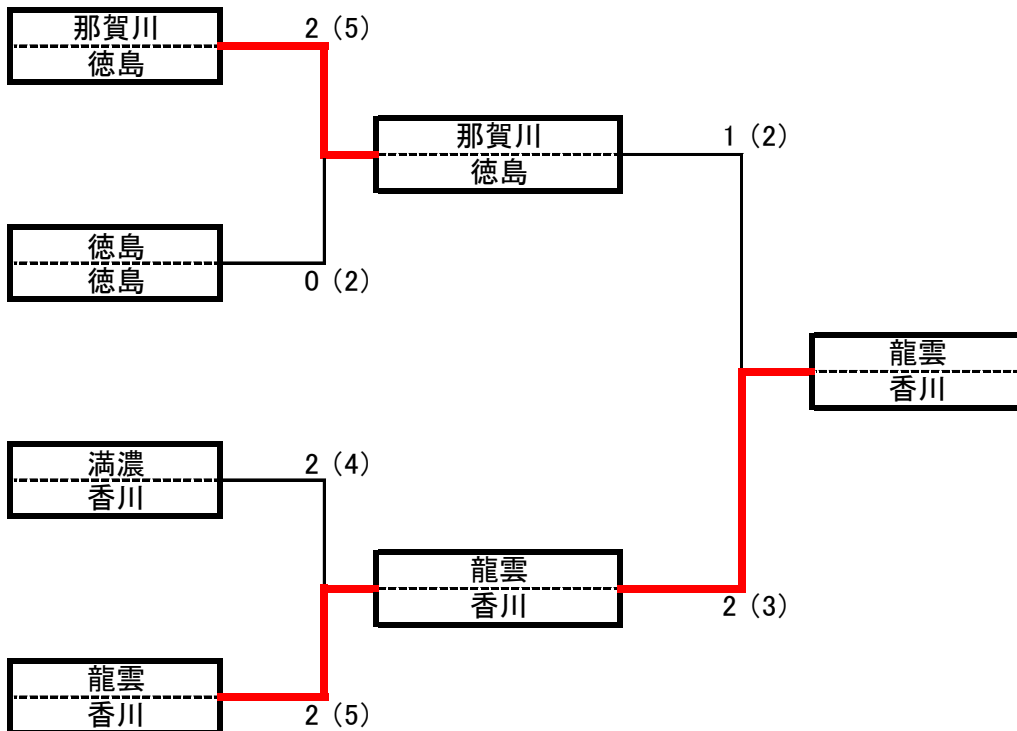 那賀川
徳島
2（5）
那賀川
徳島
1（2）
徳島
徳島
0（2）
龍雲
香川
満濃
香川
2（4）
龍雲
香川
2（3）
龍雲
香川
2（5）